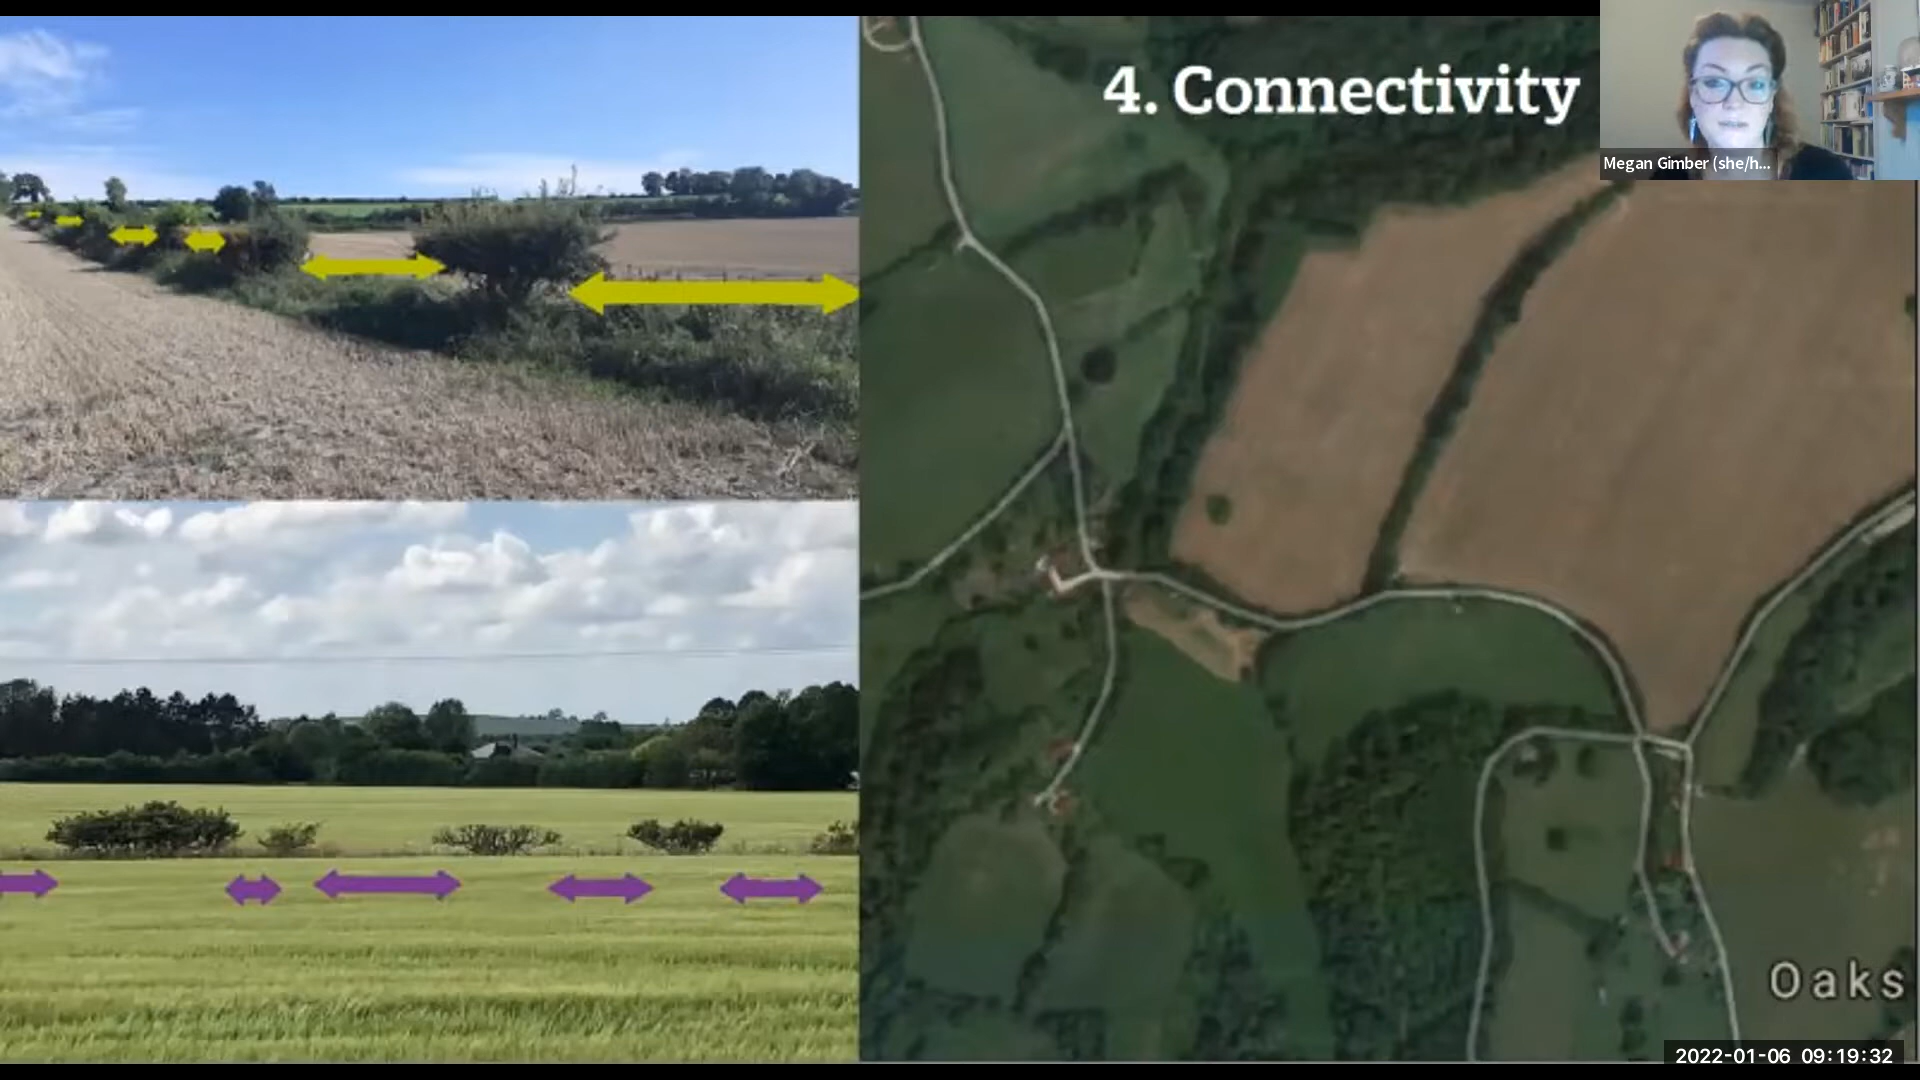 4. Connectivity
Megan Gimber (she/h...
Oaks
2022-01-06 09:19:32